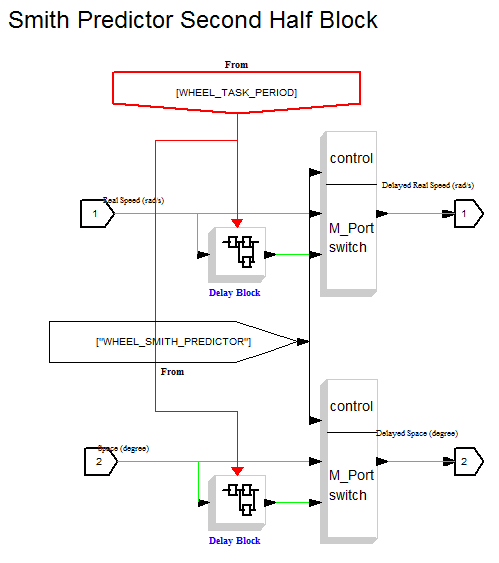 Smith Predictor Second Half Block
From
[WHEEL_TASK_PERIOD]
control
Real Speed (rad/s)
Delayed Real Speed (rad/s)
1
1
M_Port
switch
Delay Block
["WHEEL_SMITH_PREDICTOR"]
From
control
Space (degree)
Delayed Space (degree)
2
2
M_Port
switch
Delay Block